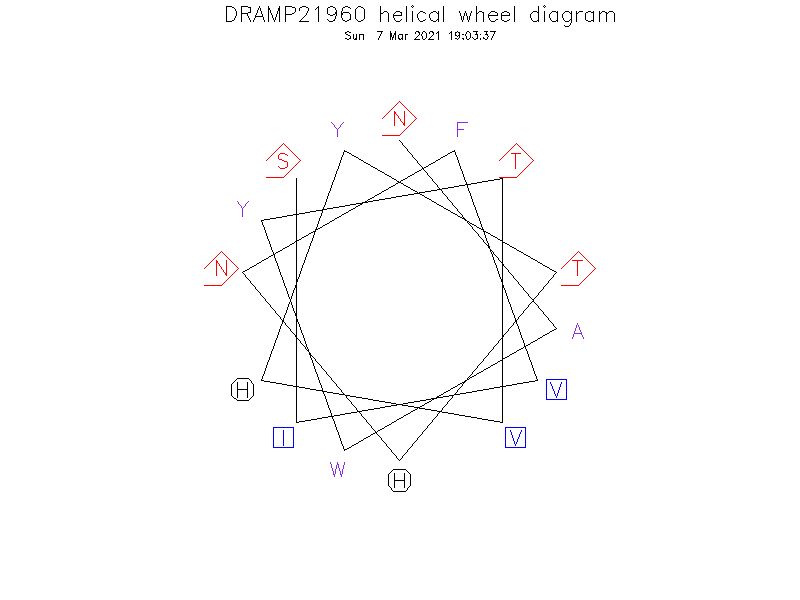 DRAMP21960 helical wheel diagram
Sun 7 Mar 2021 19:03:37
N
Y F
S T
Y
N T
A
H V
I V
W
H